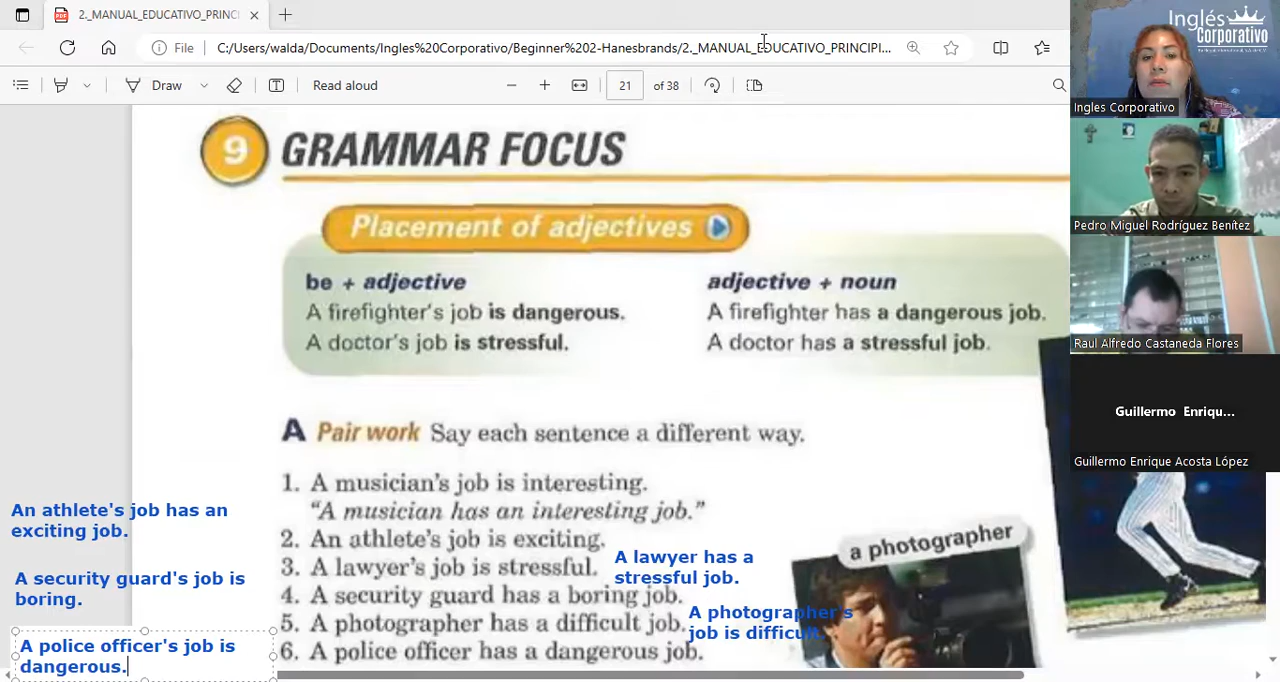 2._MANUAL_EDUCATIVO_PRINCI
File
C:/Users/walda/Documents/Ingles%20Corporativo/Beginner%202-Hanesbrands/2._MANUAL_EDUCATIVO_PRINCIPI...
Draw
Read aloud
21
of 38
9 GRAMMAR FOCUS
Placement of adjectives
be + adjective
A firefighter's job is dangerous.
A doctor's job is stressful.
adjective + noun
A firefighter has a dangerous job.
A doctor has a stressful job.
A Pair work Say each sentence a different way.
1. A musician's job is interesting.
"A musician has an interesting job."
2. An athlete's job is exciting.
3. A lawyer's job is stressful.
4. A security guard has a boring job.
5. A photographer has a difficult job.
6. A police officer has a dangerous job.
An athlete's job has an
exciting job.
A security guard's job is
boring.
A police officer's job is
dangerous.
A lawyer has a
stressful job.
A photographer's
job is difficult.
a photographer
Inglés
Corporativo
Ingles Corporativo
Pedro Miguel Rodríguez Benítez
Raul Alfredo Castaneda Flores
Guillermo Enriqu...
Guillermo Enrique Acosta López